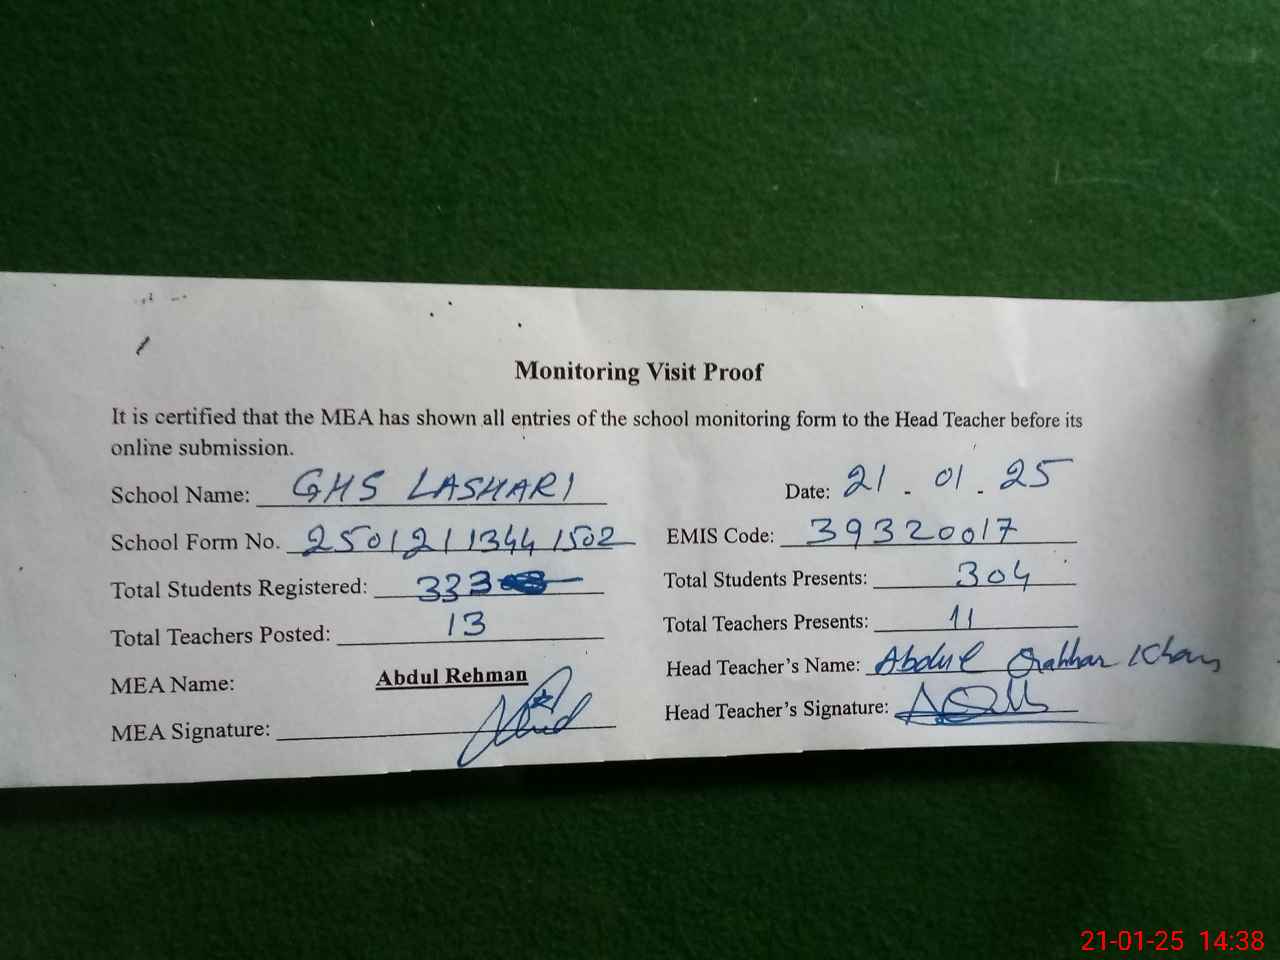 Monitoring Visit Proof
It is certified that the MEA has shown all entries of the school monitoring form to the Head Teacher before its
online submission.
School Name: GHS LASHARI Date: 21 . 01 . 25
School Form No. 25012113441502 EMIS Code: 39320017
Total Students Registered: 333 Total Students Presents: 304
Total Teachers Posted: 13 Total Teachers Presents: 11
MEA Name: Abdul Rehman Head Teacher's Name: Abdul Khan
MEA Signature: Head Teacher's Signature:
21-01-25 14:38